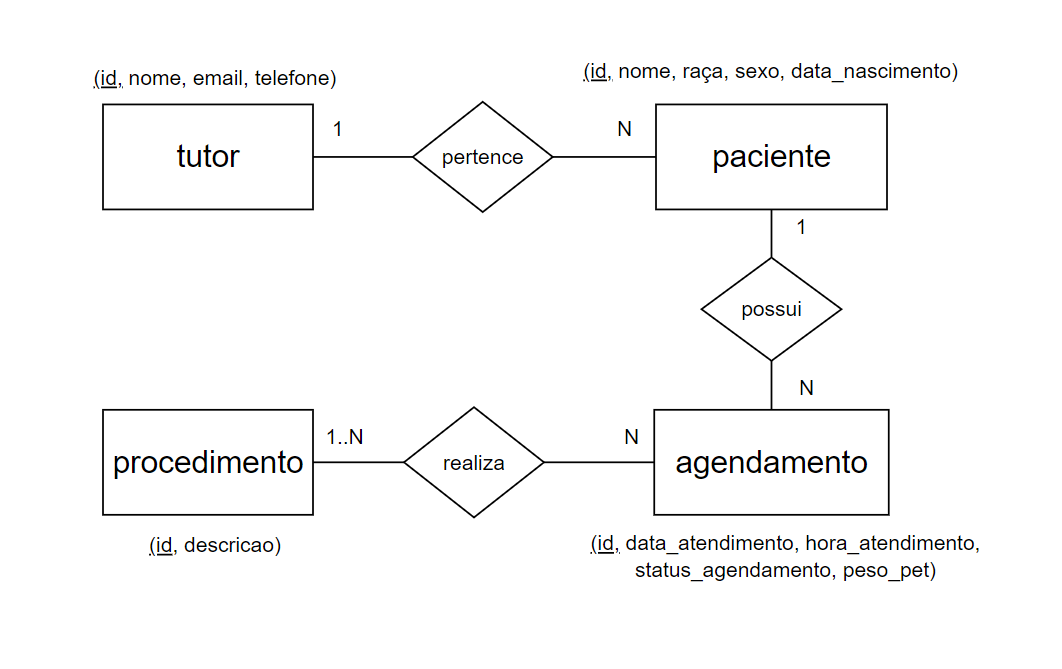 (id, nome, email, telefone)
(id, nome, raça, sexo, data_nascimento)
tutor
1
pertence
N
paciente
1
possui
N
procedimento
1..N
realiza
N
agendamento
(id, descricao)
(id, data_atendimento, hora_atendimento,
status_agendamento, peso_pet)